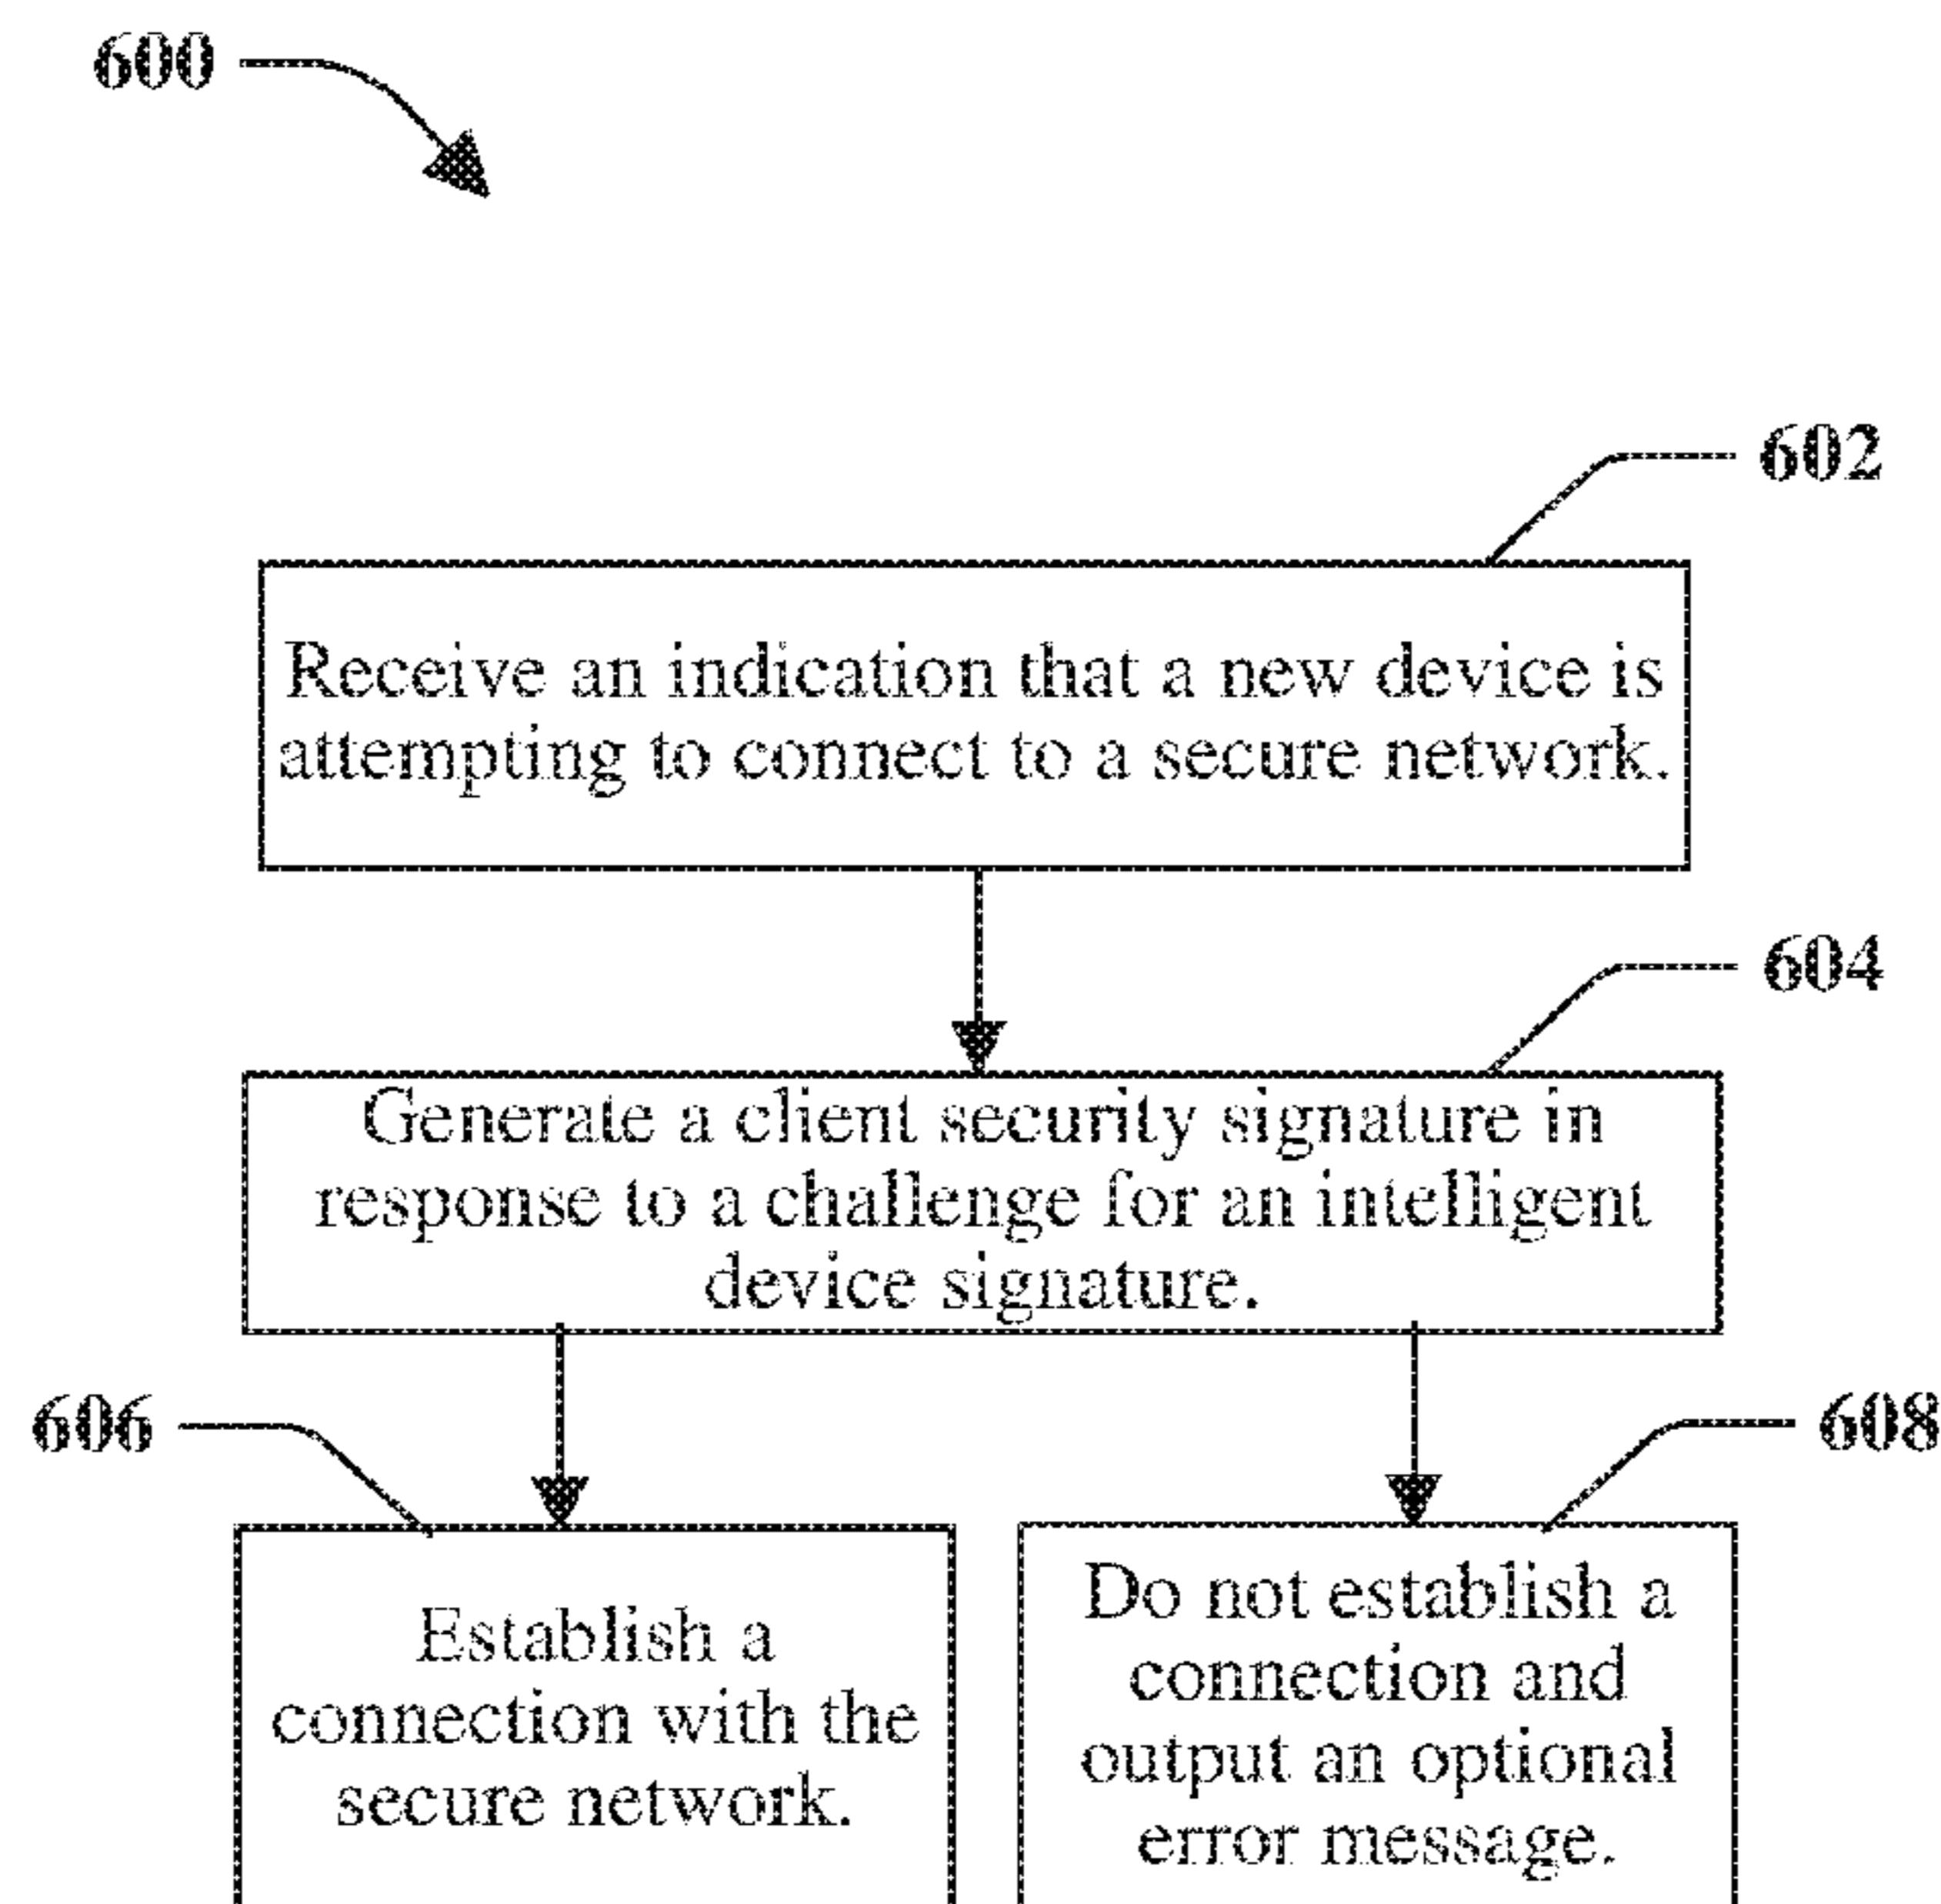 600
602
Receive an indication that a new device is
attempting to connect to a secure network.
604
Generate a client security signature in
response to a challenge for an intelligent
device signature.
606
608
Establish a
connection with the
secure network.
Do not establish a
connection and
output an optional
error message.